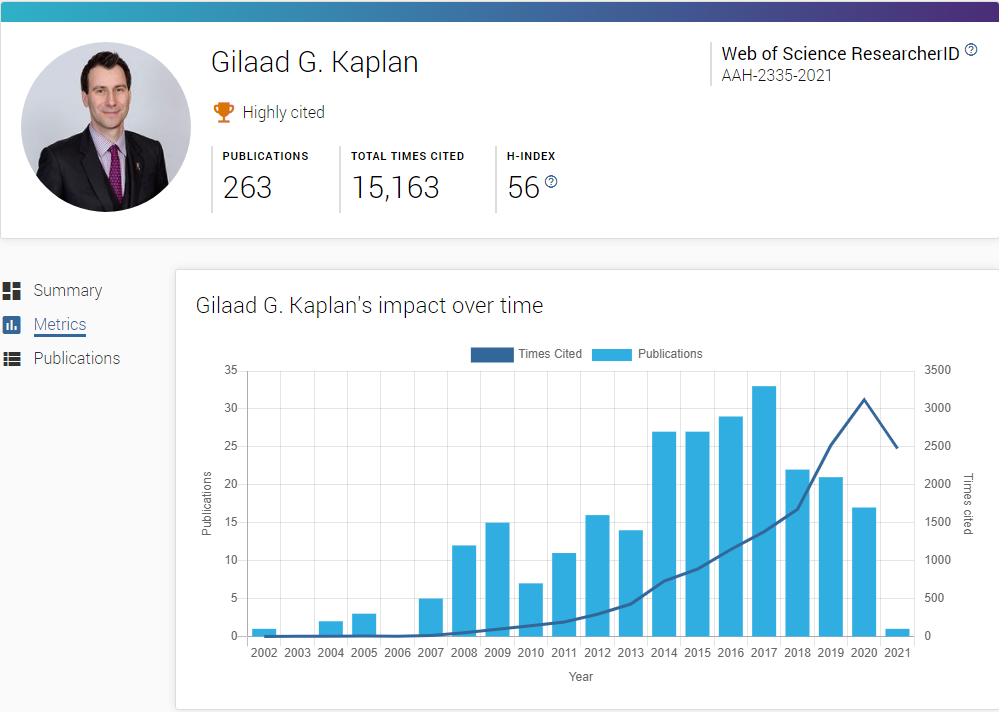 Gilaad G. Kaplan
Web of Science ResearcherID ?
AAH-2335-2021
Highly cited
PUBLICATIONS TOTAL TIMES CITED H-INDEX
263 15,163 56 ?
Summary
Metrics
Publications
Gilaad G. Kaplan's impact over time
Times Cited Publications
35 3500
30 3000
25 2500
20 2000
15 1500
10 1000
5 500
0 0
Publications
Times cited
2002 2003 2004 2005 2006 2007 2008 2009 2010 2011 2012 2013 2014 2015 2016 2017 2018 2019 2020 2021
Year